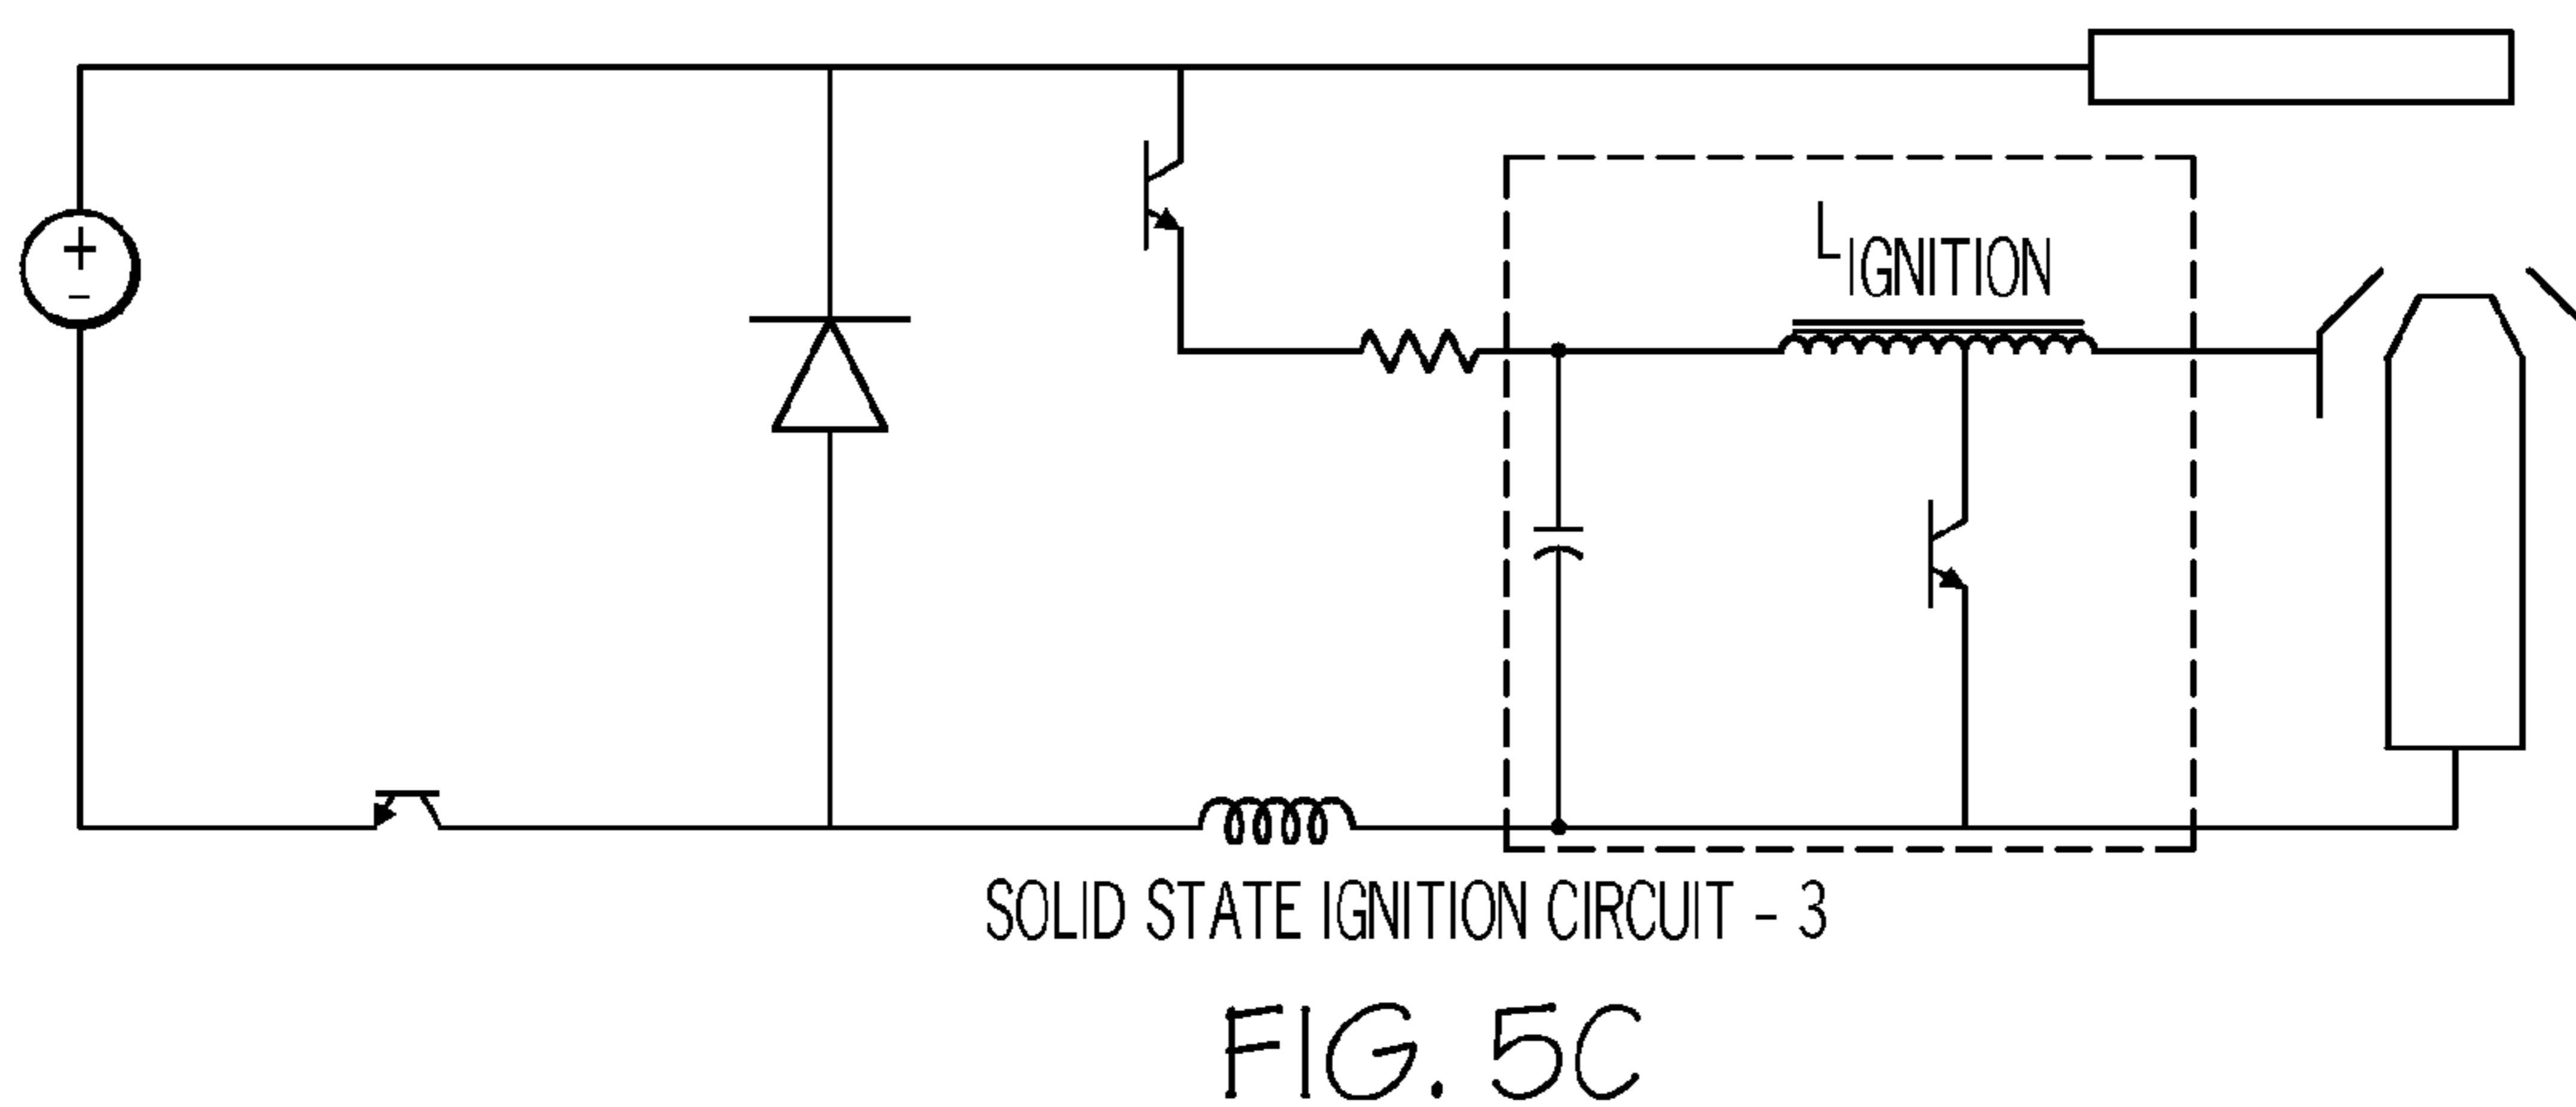 +
-
LIGNITION
SOLID STATE IGNITION CIRCUIT - 3
FIG. 5C